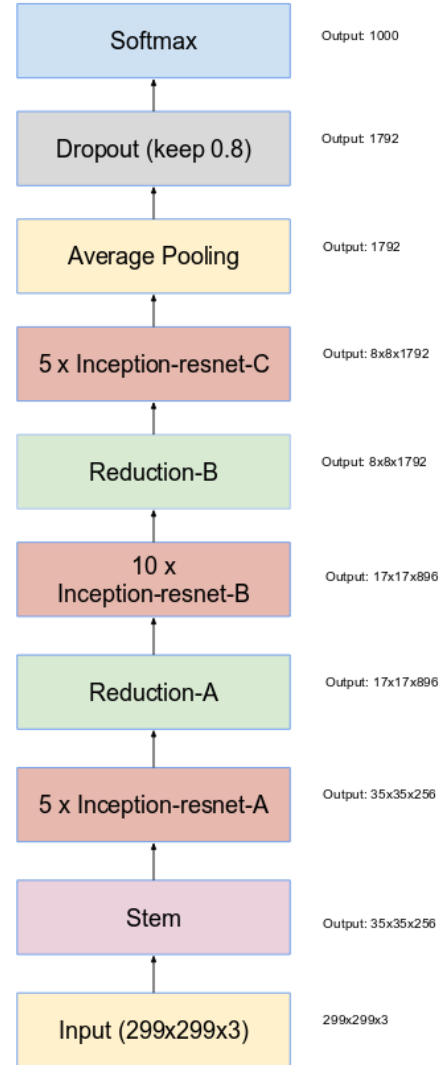 Softmax
Output: 1000
Dropout (keep 0.8)
Output: 1792
Average Pooling
Output: 1792
5 x Inception-resnet-C
Output: 8x8x1792
Reduction-B
Output: 8x8x1792
10 x
Inception-resnet-B
Output: 17x17x896
Reduction-A
Output: 17x17x896
5 x Inception-resnet-A
Output: 35x35x256
Stem
Output: 35x35x256
Input (299x299x3)
299x299x3